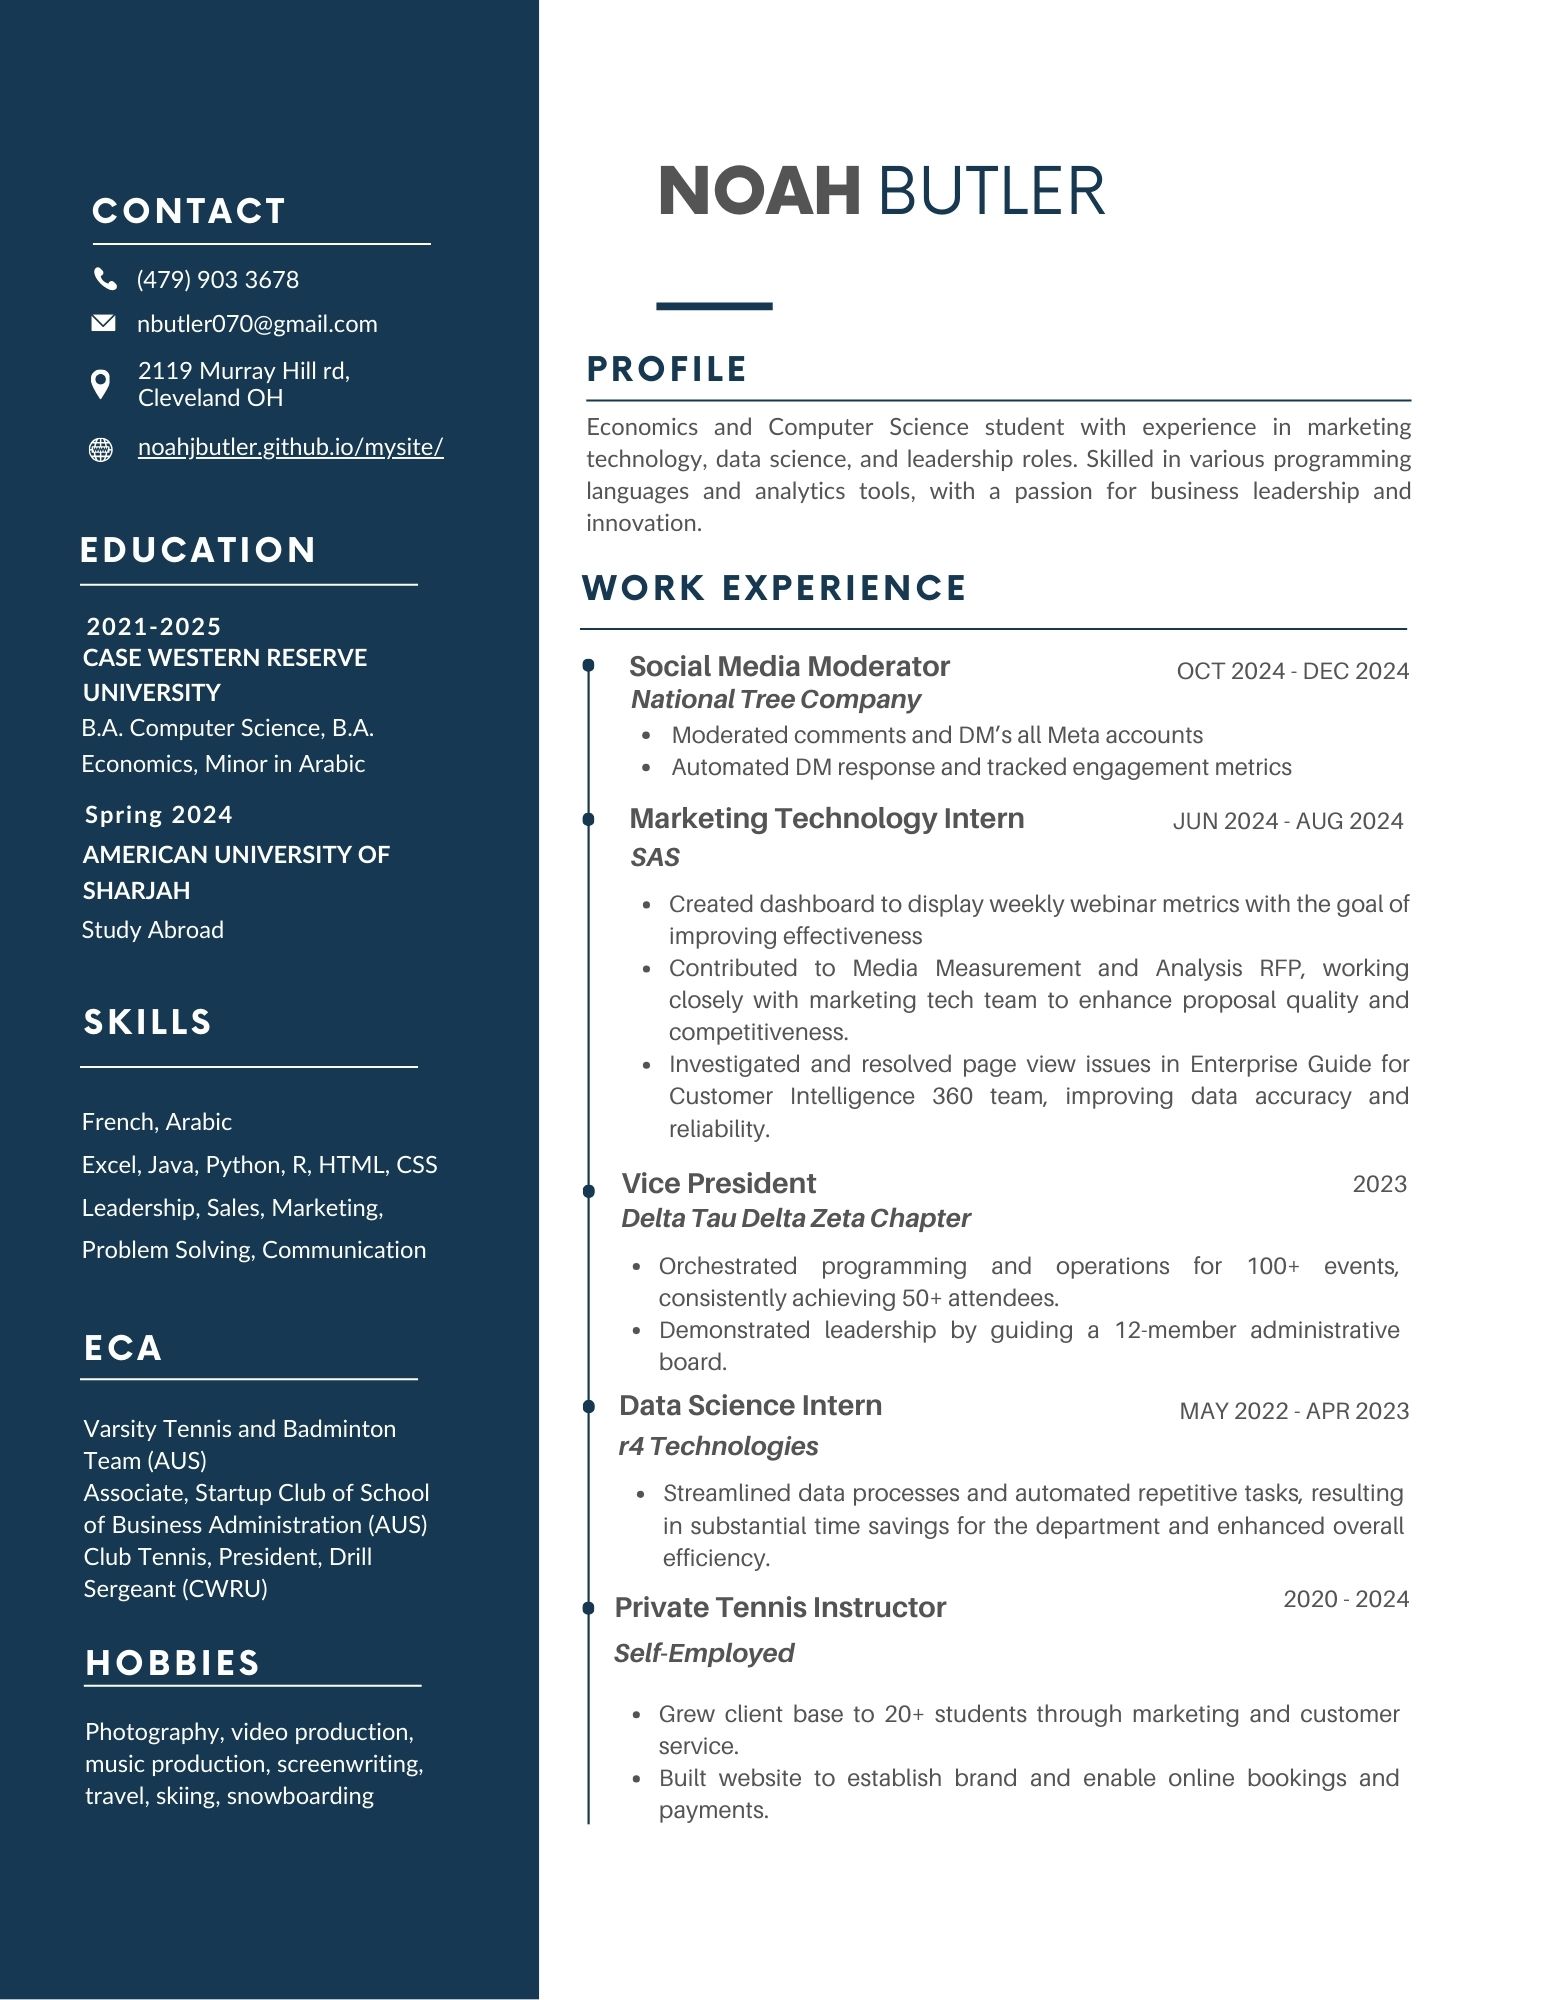 CONTACT
(479) 903 3678
nbutler070@gmail.com
2119 Murray Hill rd,
Cleveland OH
noahjbutler.github.io/mysite/
EDUCATION
2021-2025
CASE WESTERN RESERVE
UNIVERSITY
B.A. Computer Science, B.A.
Economics, Minor in Arabic
Spring 2024
AMERICAN UNIVERSITY OF
SHARJAH
Study Abroad
SKILLS
French, Arabic
Excel, Java, Python, R, HTML, CSS
Leadership, Sales, Marketing,
Problem Solving, Communication
ECA
Varsity Tennis and Badminton
Team (AUS)
Associate, Startup Club of School
of Business Administration (AUS)
Club Tennis, President, Drill
Sergeant (CWRU)
HOBBIES
Photography, video production,
music production, screenwriting,
travel, skiing, snowboarding
NOAH BUTLER
PROFILE
Economics and Computer Science student with experience in marketing
technology, data science, and leadership roles. Skilled in various programming
languages and analytics tools, with a passion for business leadership and
innovation.
WORK EXPERIENCE
Social Media Moderator OCT 2024 - DEC 2024
National Tree Company
• Moderated comments and DM’s all Meta accounts
• Automated DM response and tracked engagement metrics
Marketing Technology Intern JUN 2024 - AUG 2024
SAS
• Created dashboard to display weekly webinar metrics with the goal of
improving effectiveness
• Contributed to Media Measurement and Analysis RFP, working
closely with marketing tech team to enhance proposal quality and
competitiveness.
• Investigated and resolved page view issues in Enterprise Guide for
Customer Intelligence 360 team, improving data accuracy and
reliability.
Vice President 2023
Delta Tau Delta Zeta Chapter
• Orchestrated programming and operations for 100+ events,
consistently achieving 50+ attendees.
• Demonstrated leadership by guiding a 12-member administrative
board.
Data Science Intern MAY 2022 - APR 2023
r4 Technologies
• Streamlined data processes and automated repetitive tasks, resulting
in substantial time savings for the department and enhanced overall
efficiency.
Private Tennis Instructor 2020 - 2024
Self-Employed
• Grew client base to 20+ students through marketing and customer
service.
• Built website to establish brand and enable online bookings and
payments.